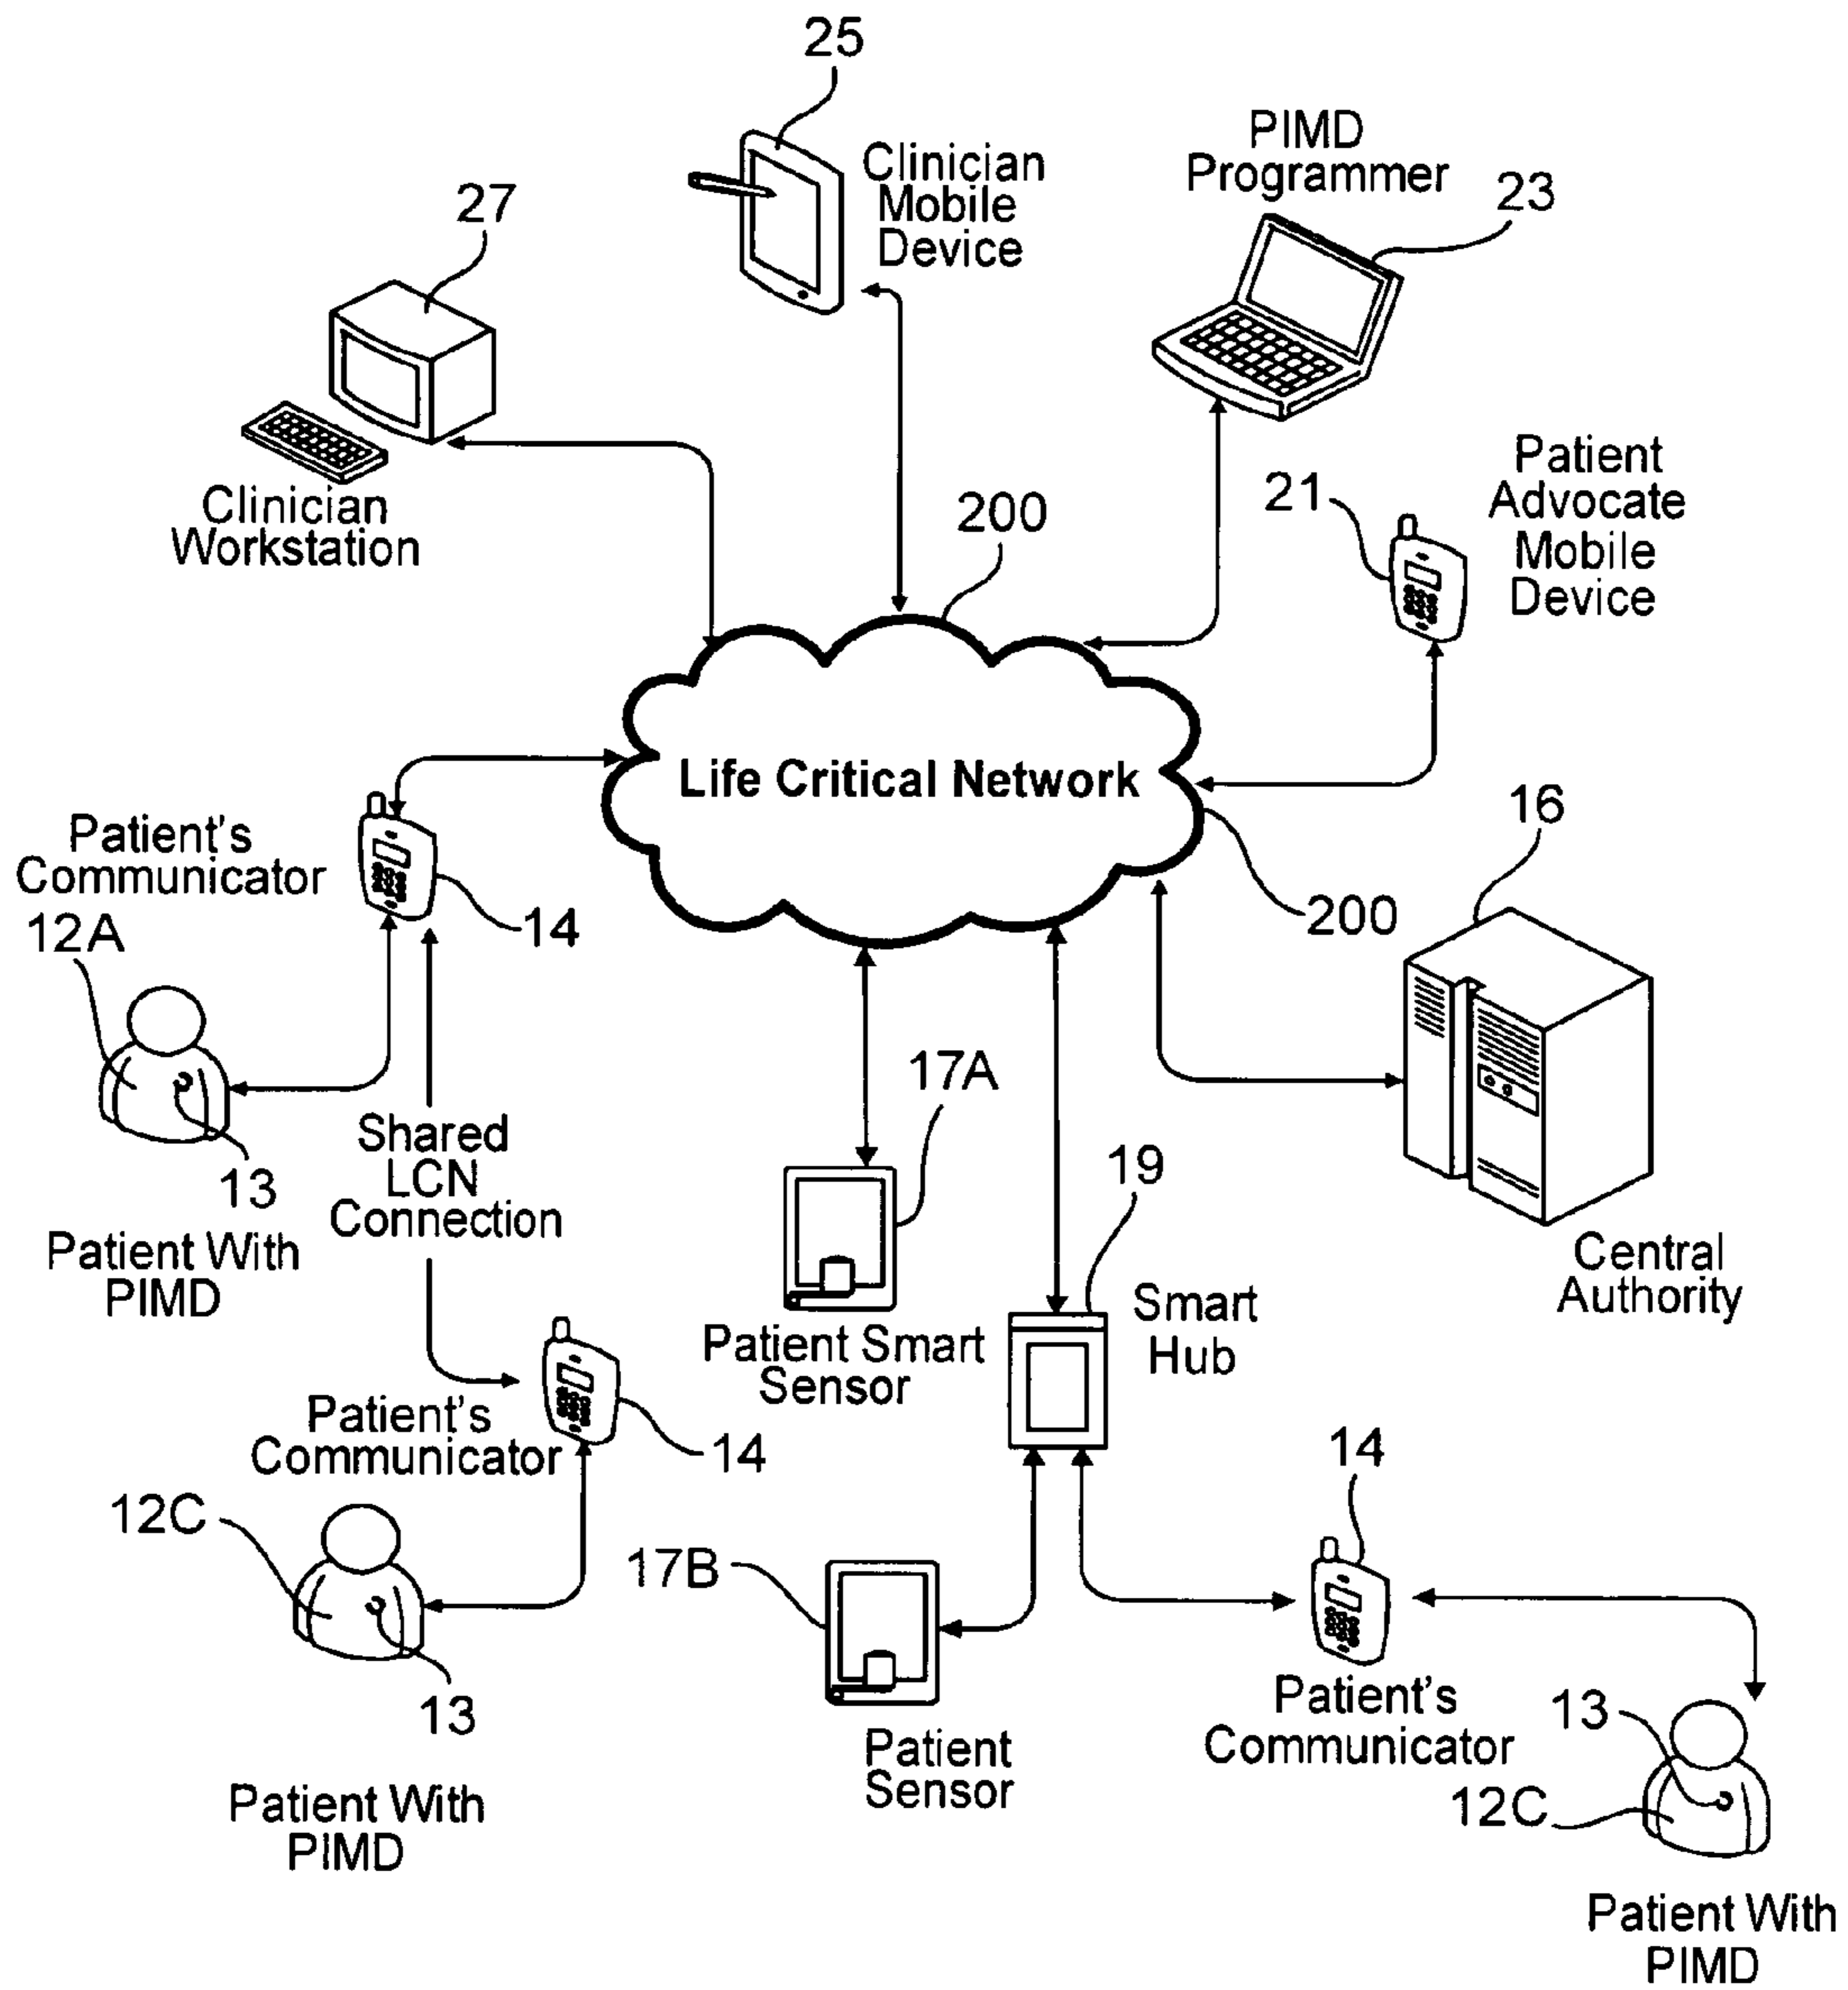 25
Clinician
Mobile
Device
PIMD
Programmer
23
27
Clinician
Workstation
200
21
Patient
Advocate
Mobile
Device
Life Critical Network
Patient's
Communicator
14
12A
13
Patient With
PIMD
Shared
LCN
Connection
200
16
Central
Authority
17A
Patient Smart
Sensor
19
Smart
Hub
Patient's
Communicator
14
12C
13
Patient With
PIMD
17B
Patient
Sensor
14
Patient's
Communicator
13
12C
Patient With
PIMD